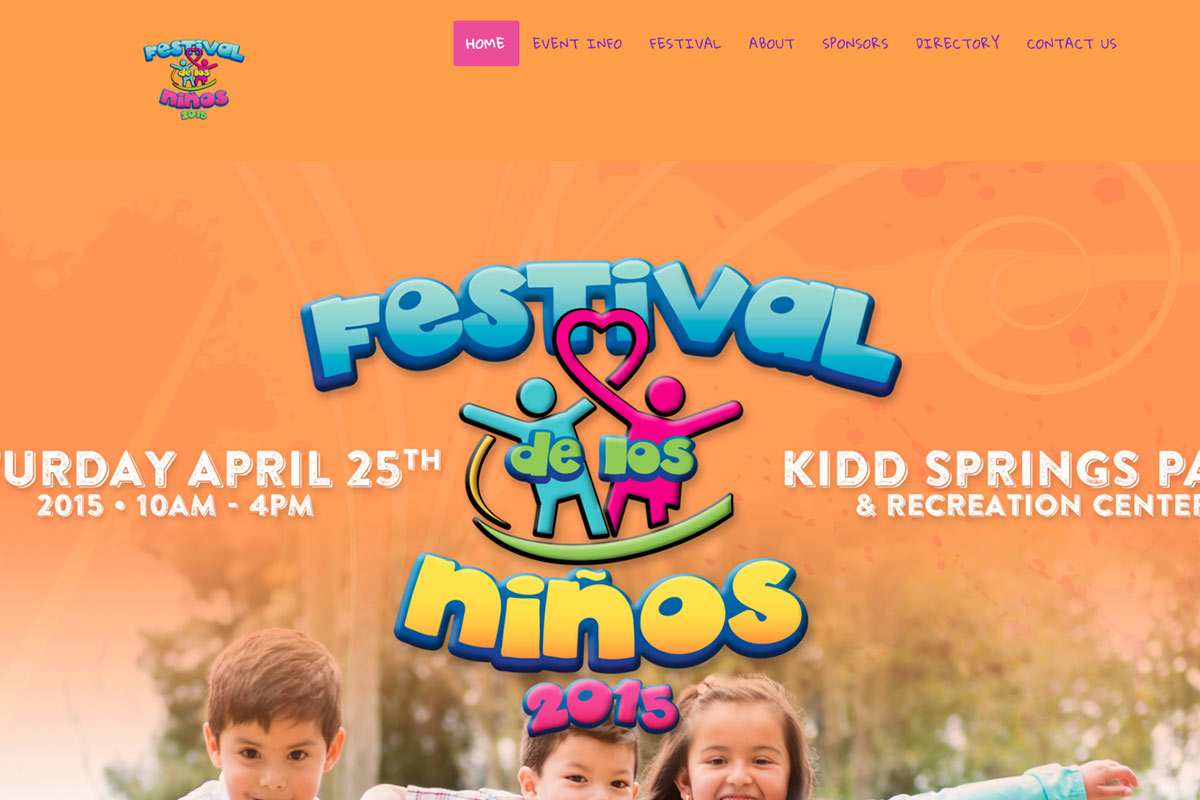 FESTIVAL
de los
NIÑOS
2015
HOME EVENT INFO FESTIVAL ABOUT SPONSORS DIRECTORY CONTACT US
FESTIVAL
de los
NIÑOS
2015
TURDAY APRIL 25TH
2015 • 10AM - 4PM
KIDD SPRINGS PA
& RECREATION CENTER